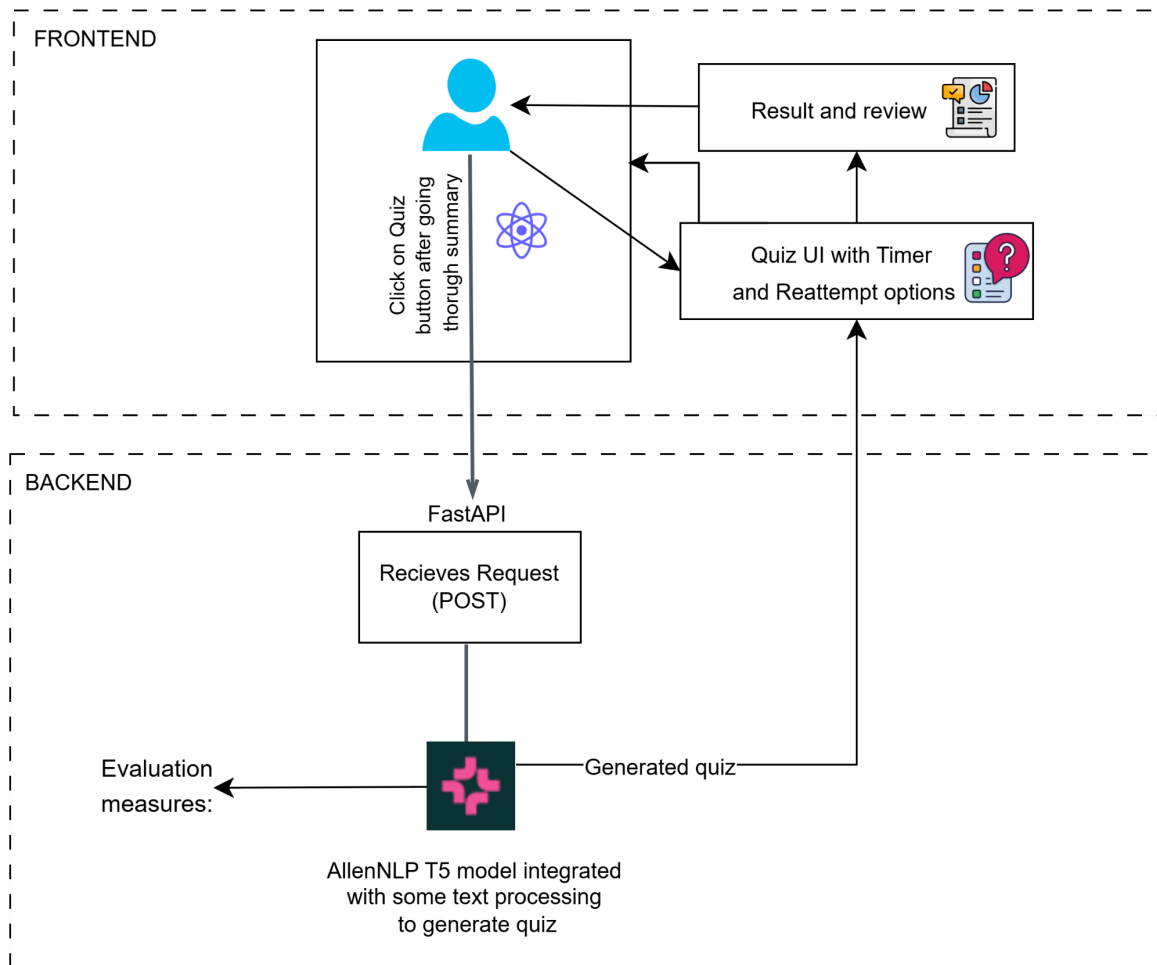 FRONTEND
Result and review
Click on Quiz
button after going
thorugh summary
Quiz UI with Timer
and Reattempt options
BACKEND
FastAPI
Recieves Request
(POST)
Evaluation
measures:
Generated quiz
AllenNLP T5 model integrated
with some text processing
to generate quiz